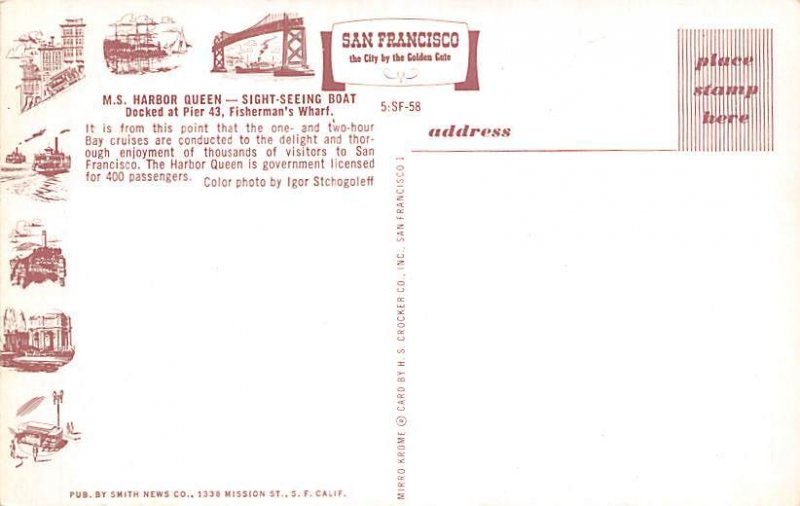 SAN FRANCISCO
the City by the Golden Gate
M.S. HARBOR QUEEN — SIGHT-SEEING BOAT
Docked at Pier 43, Fisherman's Wharf.
It is from this point that the one- and two-hour
Bay cruises are conducted to the delight and thor-
ough enjoyment of thousands of visitors to San
Francisco. The Harbor Queen is government licensed
for 400 passengers.
Color photo by Igor Stchogoleff
5:SF-58
address
place
stamp
here
MIRRO KROME ® CARD BY H. S. CROCKER CO., INC. SAN FRANCISCO 1
PUB. BY SMITH NEWS CO., 1338 MISSION ST., S. F. CALIF.